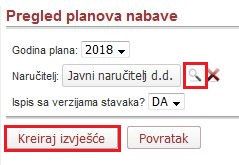 Pregled planova nabave
Godina plana: 2018
Naručitelj: Javni naručitelj d.d.
Ispis sa verzijama stavaka? DA
Kreiraj izvješće Povratak